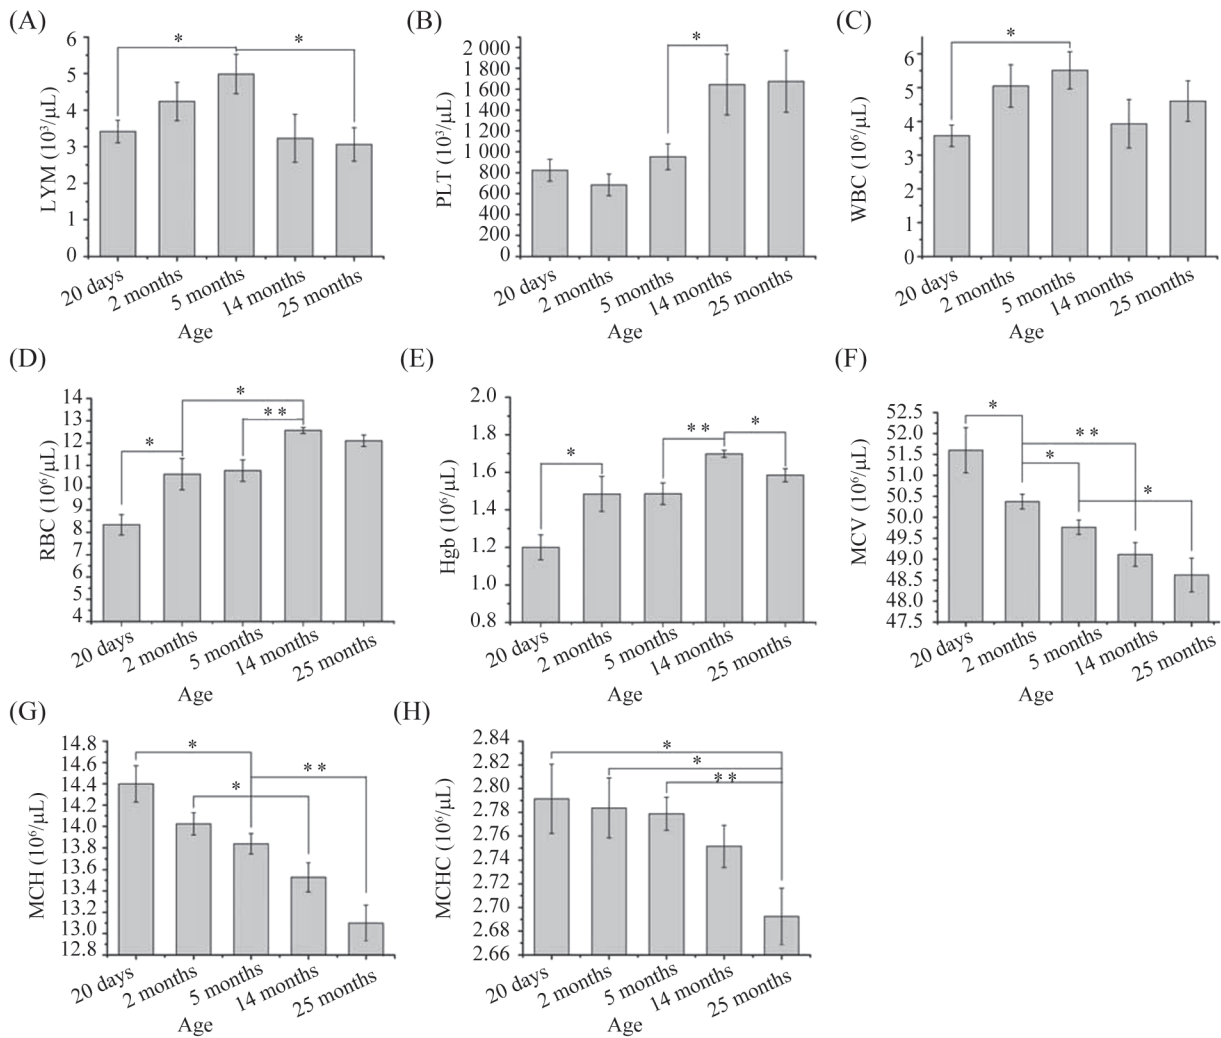 (A)
6
5
4
3
2
1
0
LYM (10³/μL)
*
*
20 days
2 months
5 months
14 months
25 months
Age
(B)
2 000
1 800
1 600
1 400
1 200
1 000
800
600
400
200
0
PLT (10³/μL)
*
20 days
2 months
5 months
14 months
25 months
Age
(C)
6
5
4
3
2
1
0
WBC (10⁶/μL)
*
20 days
2 months
5 months
14 months
25 months
Age
(D)
14
13
12
11
10
9
8
7
6
5
4
RBC (10⁶/μL)
*
*
**
20 days
2 months
5 months
14 months
25 months
Age
(E)
2.0
1.8
1.6
1.4
1.2
1.0
0.8
Hgb (10⁶/μL)
*
**
*
20 days
2 months
5 months
14 months
25 months
Age
(F)
52.5
52.0
51.5
51.0
50.5
50.0
49.5
49.0
48.5
48.0
47.5
MCV (10⁶/μL)
*
**
*
*
20 days
2 months
5 months
14 months
25 months
Age
(G)
14.8
14.6
14.4
14.2
14.0
13.8
13.6
13.4
13.2
13.0
12.8
MCH (10⁶/μL)
*
**
*
20 days
2 months
5 months
14 months
25 months
Age
(H)
2.84
2.82
2.80
2.78
2.76
2.74
2.72
2.70
2.68
2.66
MCHC (10⁶/μL)
*
*
**
20 days
2 months
5 months
14 months
25 months
Age